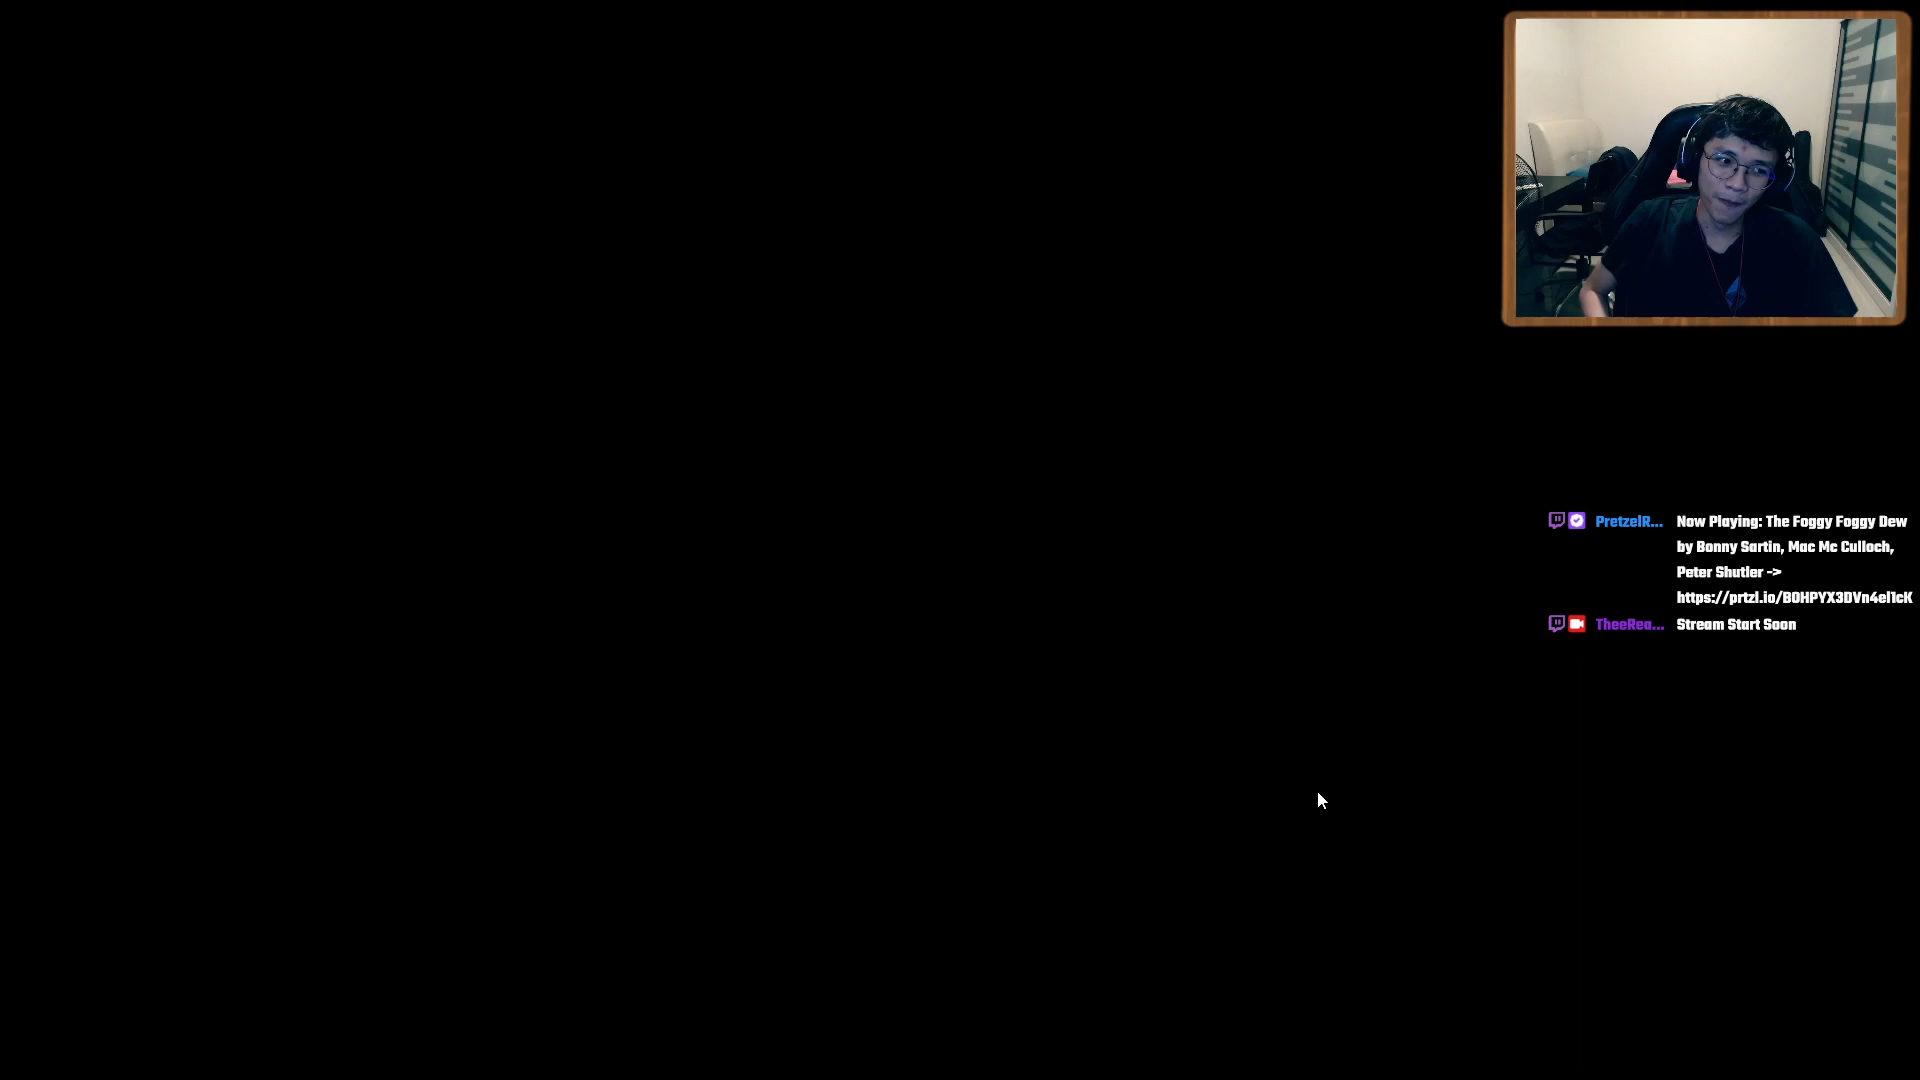 PretzelR... Now Playing: The Foggy Foggy Dew
by Bonny Sartin, Mac Mc Culloch,
Peter Shutler ->
https://prtzl.io/BOHPYX3DVn4el1cK
TheeRea... Stream Start Soon